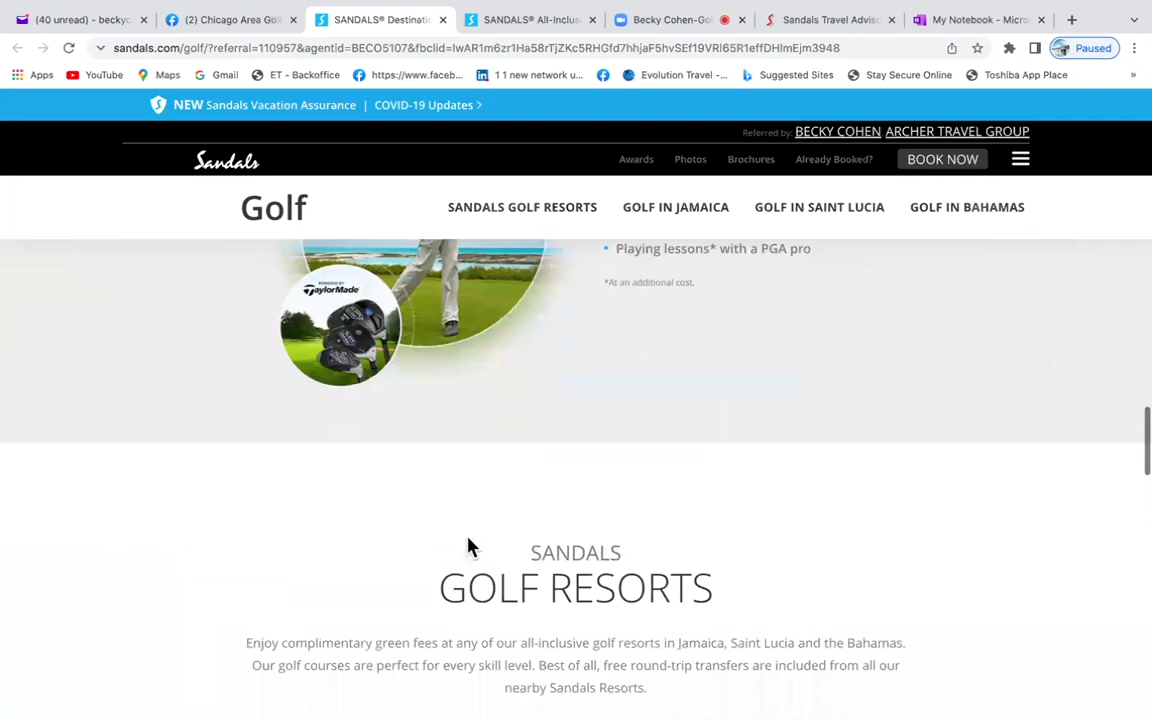 (40 unread) - becky
(2) Chicago Area Gol
SANDALS® Destinatio
SANDALS® All-Inclus
Becky Cohen-Gol
Sandals Travel Adviso
My Notebook - Micro
sandals.com/golf/?referral=110957&agentid=BECO5107&fbclid=IwAR1m6zr1Ha58rTjZKc5RHGfd7hhjaF5hvSEf19VRl65R1effDHlmEjm3948
Paused
Apps
YouTube
Maps
Gmail
ET - Backoffice
https://www.faceb...
1 1 new network u...
Evolution Travel -...
Suggested Sites
Stay Secure Online
Toshiba App Place
»
NEW Sandals Vacation Assurance | COVID-19 Updates >
Referred by: BECKY COHEN ARCHER TRAVEL GROUP
Sandals
Awards
Photos
Brochures
Already Booked?
BOOK NOW
Golf
SANDALS GOLF RESORTS
GOLF IN JAMAICA
GOLF IN SAINT LUCIA
GOLF IN BAHAMAS
• Playing lessons* with a PGA pro
*At an additional cost.
POWERED BY
TaylorMade
SANDALS
GOLF RESORTS
Enjoy complimentary green fees at any of our all-inclusive golf resorts in Jamaica, Saint Lucia and the Bahamas.
Our golf courses are perfect for every skill level. Best of all, free round-trip transfers are included from all our
nearby Sandals Resorts.